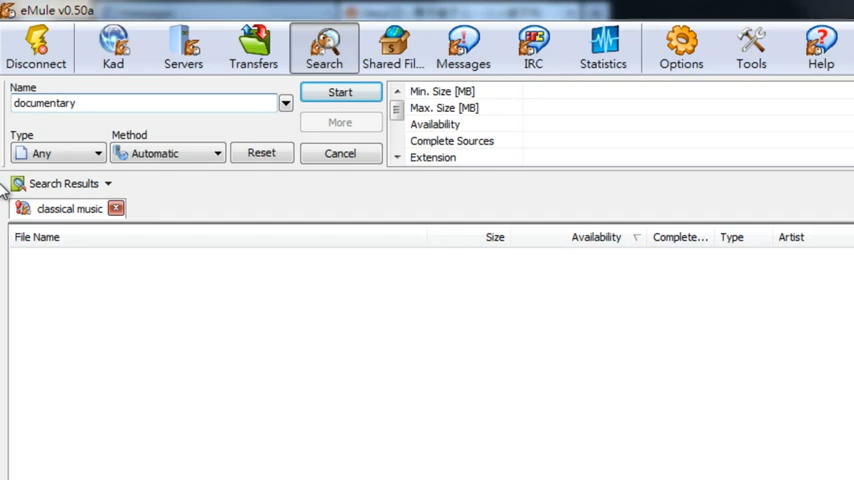 eMule v0.50a
Disconnect Kad Servers Transfers Search Shared Fil... Messages IRC Statistics Options Tools Help
Name
documentary
Start
Min. Size [MB]
Max. Size [MB]
More
Availability
Type Method
Complete Sources
Any Automatic Reset Cancel
Extension
Search Results
classical music
File Name Size Availability Complete... Type Artist